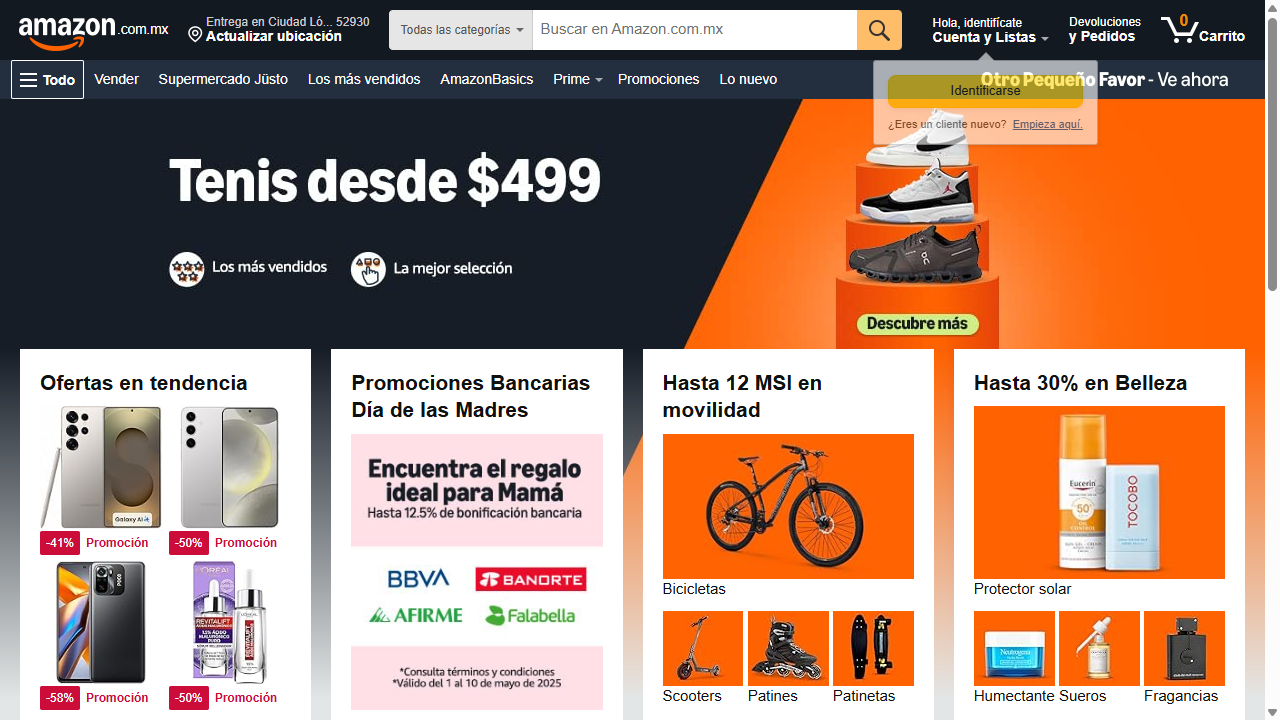 amazon.com.mx
Entrega en Ciudad Ló... 52930
Actualizar ubicación
Todas las categorías
Buscar en Amazon.com.mx
Hola, identifícate
Cuenta y Listas
Devoluciones
y Pedidos
0
Carrito
Todo
Vender
Supermercado Jüsto
Los más vendidos
AmazonBasics
Prime
Promociones
Lo nuevo
Otro Pequeño Favor - Ve ahora
Identificarse
¿Eres un cliente nuevo? Empieza aquí.
Tenis desde $499
Los más vendidos
La mejor selección
Descubre más
Ofertas en tendencia
Galaxy AI
-41% Promoción
-50% Promoción
POCO
L'ORÉAL
REVITALIFT
-58% Promoción
-50% Promoción
Promociones Bancarias
Día de las Madres
Encuentra el regalo
ideal para Mamá
Hasta 12.5% de bonificación bancaria
BBVA
BANORTE
AFIRME
Falabella
*Consulta términos y condiciones
*Válido del 1 al 10 de mayo de 2025
Hasta 12 MSI en
movilidad
Bicicletas
Scooters
Patines
Patinetas
Hasta 30% en Belleza
Eucerin
50+
OIL CONTROL
TOCOBO
Protector solar
Neutrogena
Humectante
Sueros
Fragancias